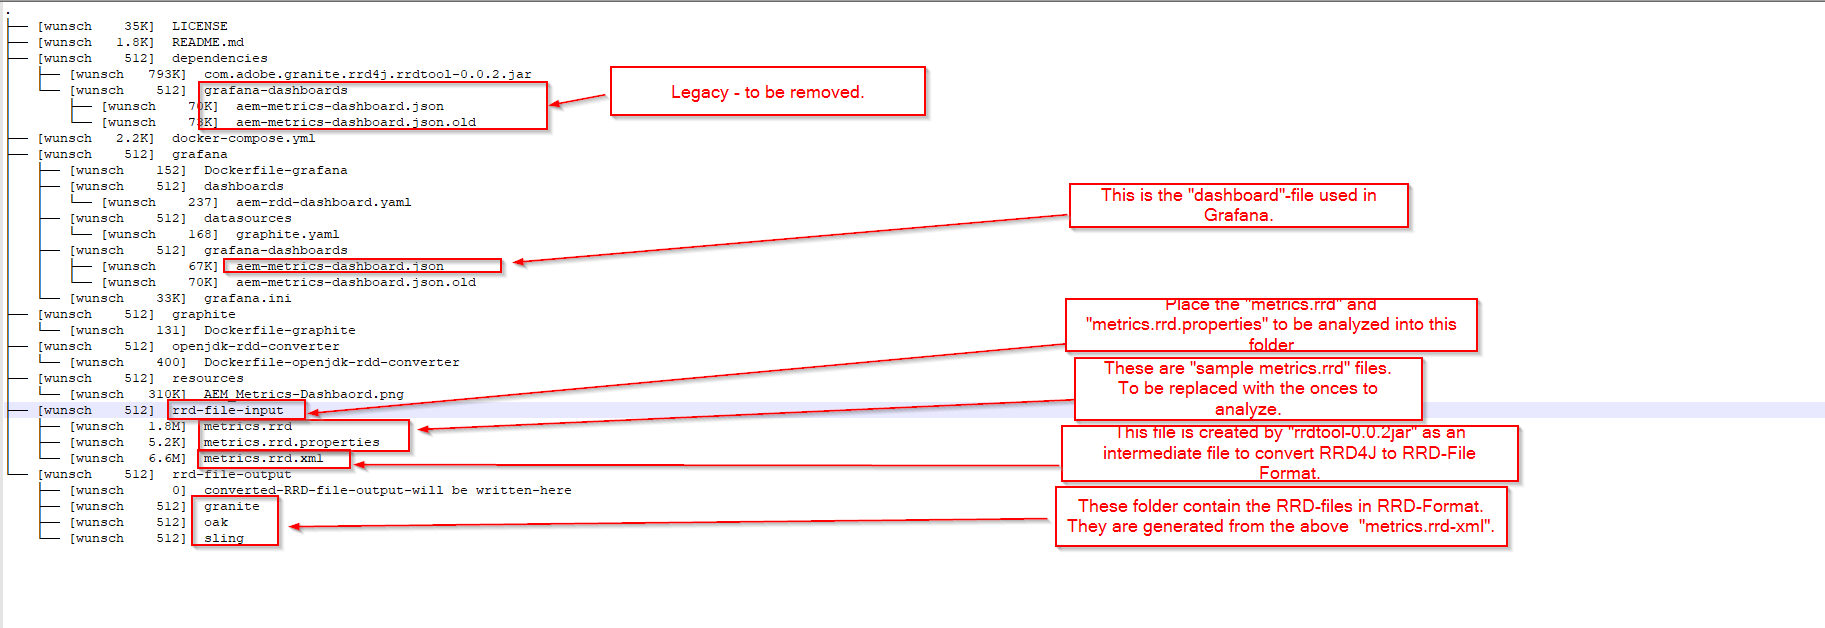 .
├── [wunsch    35K]  LICENSE
├── [wunsch   1.8K]  README.md
├── [wunsch    512]  dependencies
│   ├── [wunsch   793K]  com.adobe.granite.rrd4j.rrdtool-0.0.2.jar
│   └── [wunsch    512]  grafana-dashboards
│       ├── [wunsch    70K]  aem-metrics-dashboard.json
│       └── [wunsch    73K]  aem-metrics-dashboard.json.old
Legacy - to be removed.
├── [wunsch   2.2K]  docker-compose.yml
├── [wunsch    512]  grafana
│   ├── [wunsch    152]  Dockerfile-grafana
│   ├── [wunsch    512]  dashboards
│   │   └── [wunsch    237]  aem-rdd-dashboard.yaml
│   ├── [wunsch    512]  datasources
│   │   └── [wunsch    168]  graphite.yaml
│   ├── [wunsch    512]  grafana-dashboards
│   │   ├── [wunsch    67K]  aem-metrics-dashboard.json
│   │   └── [wunsch    70K]  aem-metrics-dashboard.json.old
│   └── [wunsch    33K]  grafana.ini
This is the "dashboard"-file used in
Grafana.
├── [wunsch    512]  graphite
│   └── [wunsch    131]  Dockerfile-graphite
├── [wunsch    512]  openjdk-rdd-converter
│   └── [wunsch    400]  Dockerfile-openjdk-rdd-converter
├── [wunsch    512]  resources
│   └── [wunsch   310K]  AEM_Metrics-Dashbaord.png
├── [wunsch    512]  rrd-file-input
│   ├── [wunsch   1.8M]  metrics.rrd
│   ├── [wunsch   5.2K]  metrics.rrd.properties
│   └── [wunsch   6.6M]  metrics.rrd.xml
└── [wunsch    512]  rrd-file-output
    ├── [wunsch      0]  converted-RRD-file-output-will be written-here
    ├── [wunsch    512]  granite
    ├── [wunsch    512]  oak
    └── [wunsch    512]  sling
Place the "metrics.rrd" and
"metrics.rrd.properties" to be analyzed into this
folder
These are "sample metrics.rrd" files.
To be replaced with the onces to
analyze.
This file is created by "rrdtool-0.0.2jar" as an
intermediate file to convert RRD4J to RRD-File
Format.
These folder contain the RRD-files in RRD-Format.
They are generated from the above  "metrics.rrd-xml".